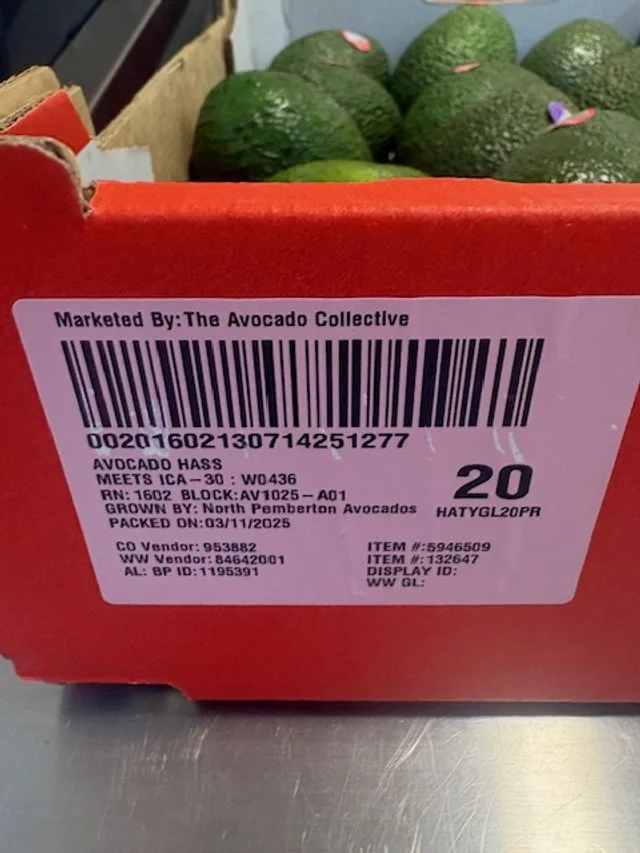 Marketed By:The Avocado Collective
00201602130714251277
AVOCADO HASS
MEETS ICA-30 : W0436
RN: 1602 BLOCK:AV1025-A01
GROWN BY: North Pemberton Avocados
PACKED ON:03/11/2025
20
HATYGL20PR
CO Vendor: 953882
WW Vendor: 84642001
AL: BP ID:1195391
ITEM #:5946509
ITEM #:132647
DISPLAY ID:
WW GL: